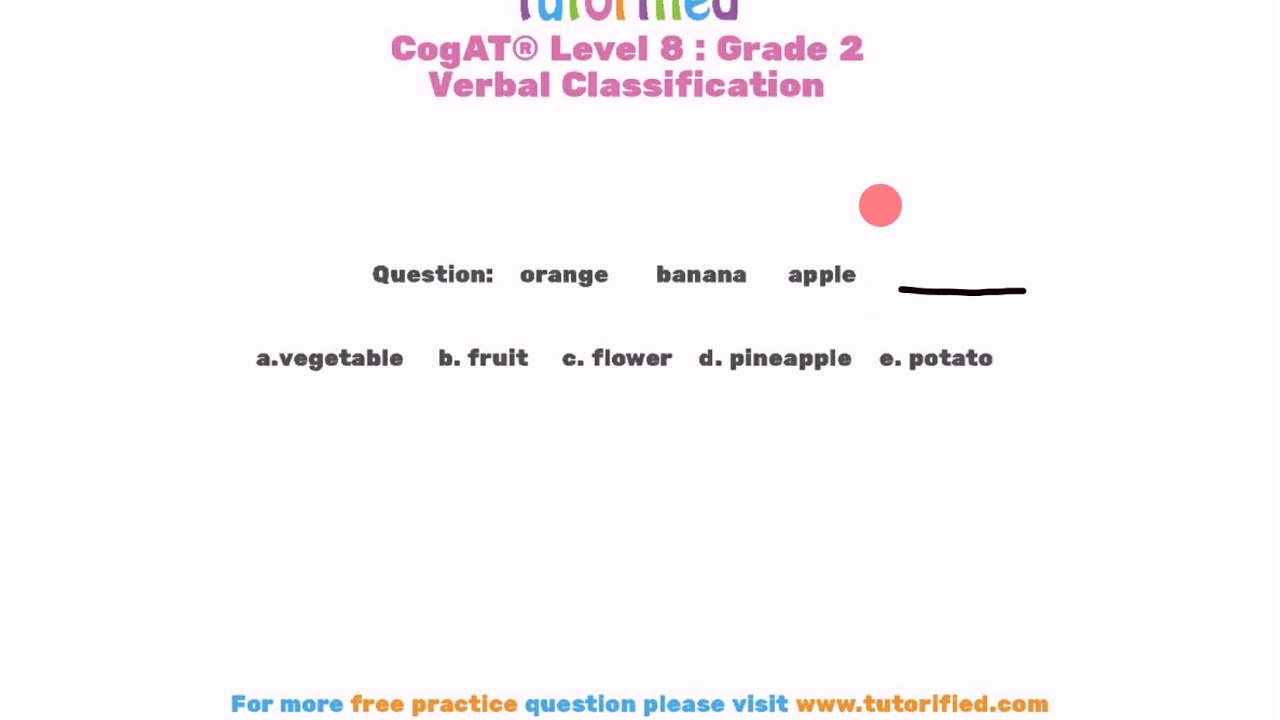 Tutorified
CogAT® Level 8 : Grade 2
Verbal Classification
Question: orange banana apple
a.vegetable b. fruit c. flower d. pineapple e. potato
For more free practice question please visit www.tutorified.com